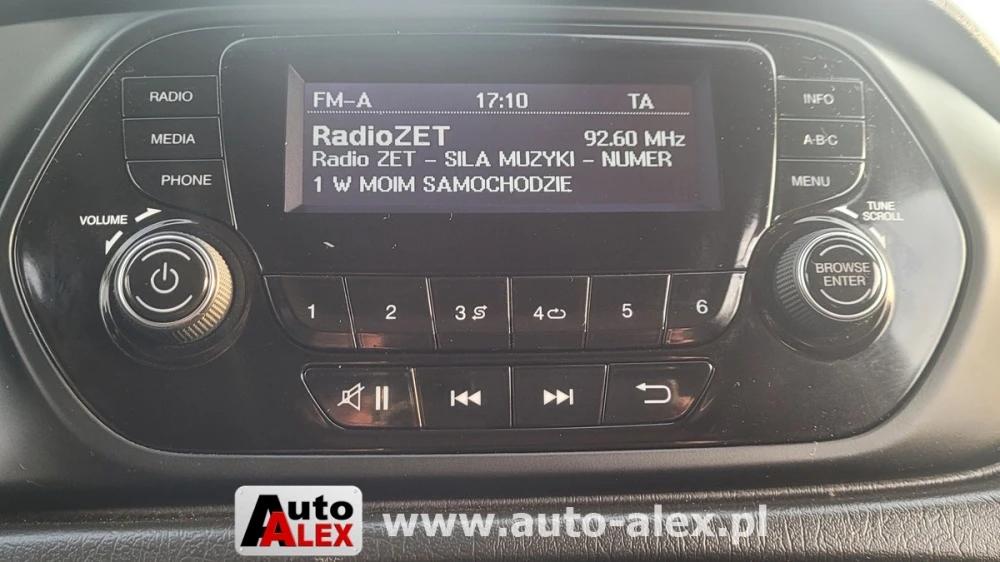 RADIO
MEDIA
PHONE
VOLUME
FM-A 17:10 TA
RadioZET 92.60 MHz
Radio ZET - SILA MUZYKI - NUMER
1 W MOIM SAMOCHODZIE
INFO
A·B·C
MENU
TUNE
SCROLL
BROWSE
ENTER
1 2 3 4 5 6
Auto
ALEX
www.auto-alex.pl